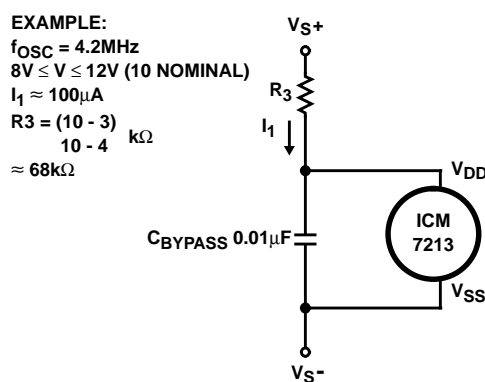 EXAMPLE:
fOSC = 4.2MHz
8V ≤ V ≤ 12V (10 NOMINAL)
I1 ≈ 100μA
R3 = (10 - 3)
10 - 4 kΩ
≈ 68kΩ
VS+
R3
I1
VDD
ICM
7213
CBYPASS 0.01μF
VSS
VS-